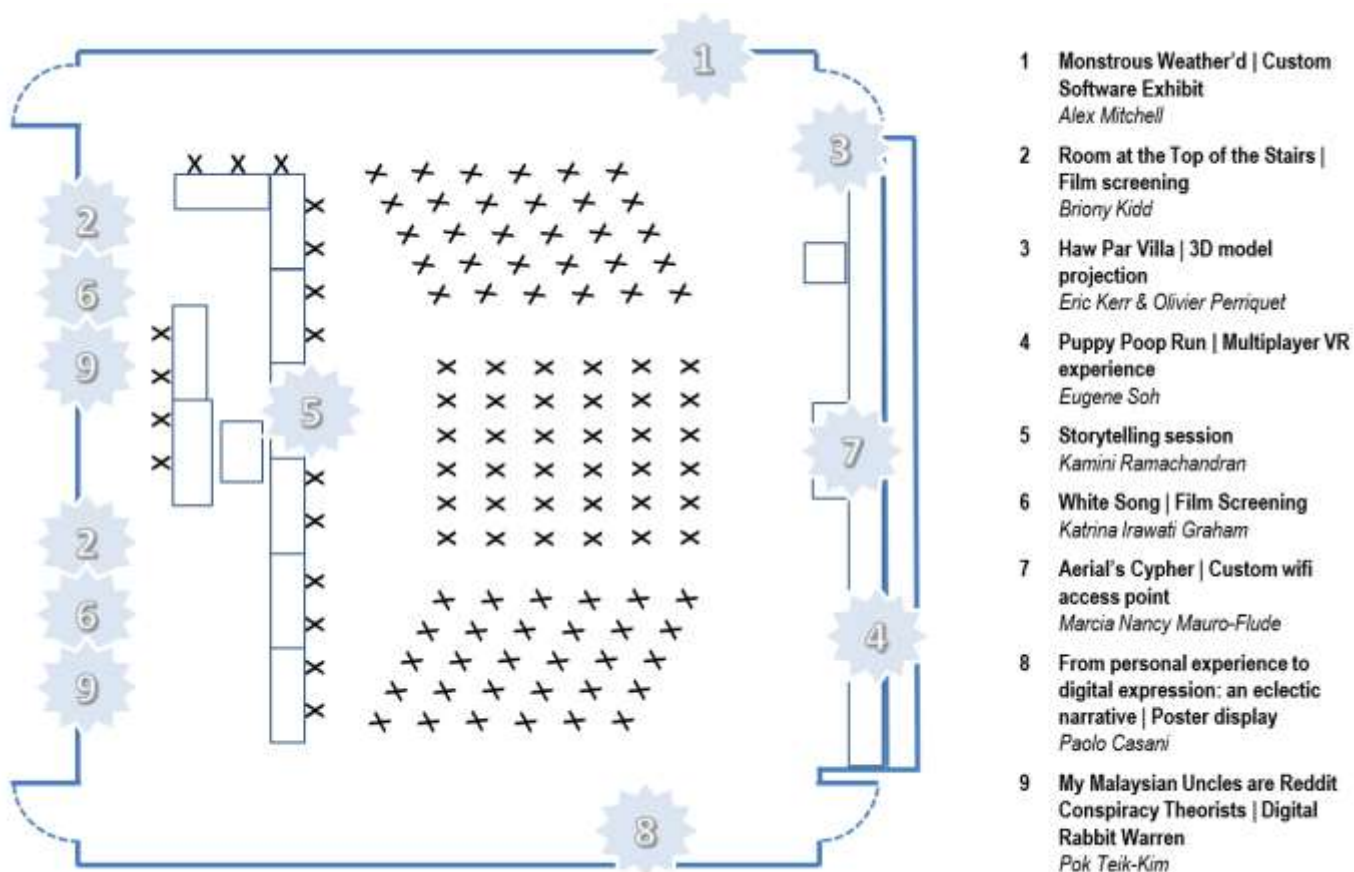 1
3
2
6
9
5
7
2
6
9
4
8
1 Monstrous Weather'd | Custom
Software Exhibit
Alex Mitchell
2 Room at the Top of the Stairs |
Film screening
Briony Kidd
3 Haw Par Villa | 3D model
projection
Eric Kerr & Olivier Perriquet
4 Puppy Poop Run | Multiplayer VR
experience
Eugene Soh
5 Storytelling session
Kamini Ramachandran
6 White Song | Film Screening
Katrina Irawati Graham
7 Aerial's Cypher | Custom wifi
access point
Marcia Nancy Mauro-Flude
8 From personal experience to
digital expression: an eclectic
narrative | Poster display
Paolo Casani
9 My Malaysian Uncles are Reddit
Conspiracy Theorists | Digital
Rabbit Warren
Pok Teik-Kim